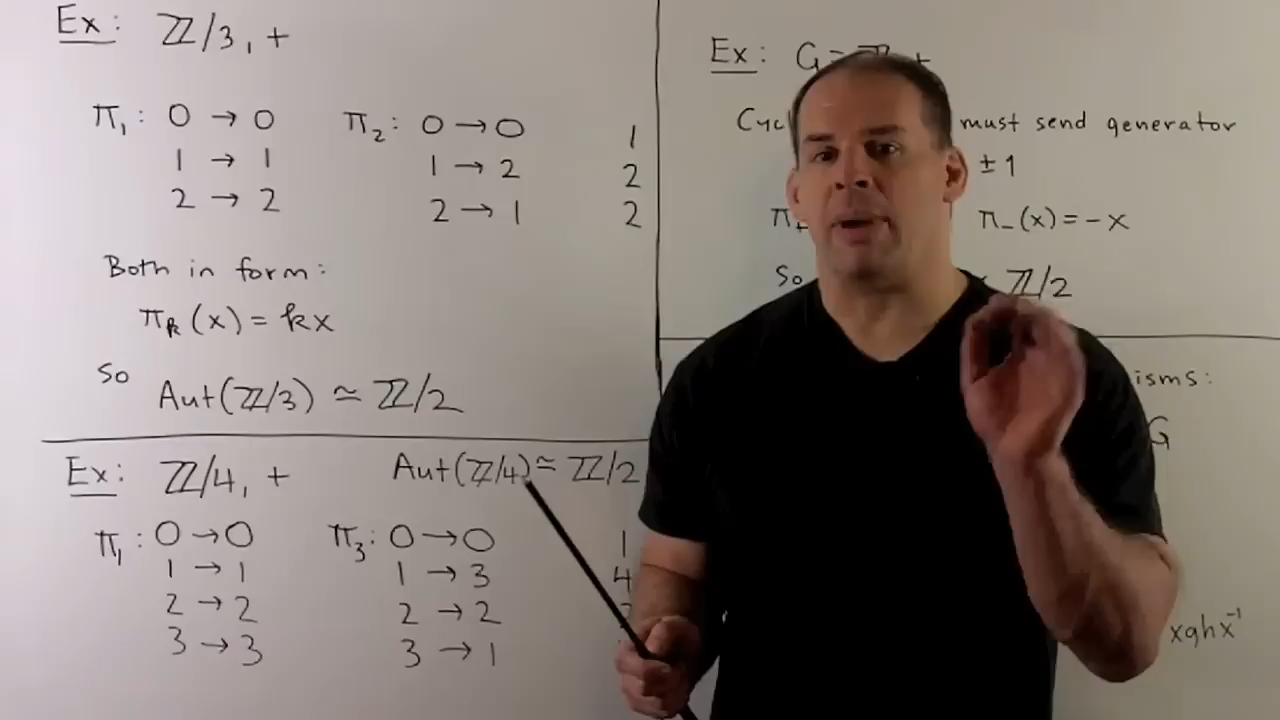 Ex: ℤ/3, +
π₁: 0 → 0
1 → 1
2 → 2
π₂: 0 → 0
1 → 2
2 → 1
1
2
2
Both in form:
πₖ(x) = kx
so Aut(ℤ/3) ≃ ℤ/2
Ex: ℤ/4, + Aut(ℤ/4) ≃ ℤ/2
π₁: 0 → 0
1 → 1
2 → 2
3 → 3
π₃: 0 → 0
1 → 3
2 → 2
3 → 1
1
4
Ex: G = +
must send generator
±1
π₋(x) = -x
So ℤ/2
G
xghx⁻¹